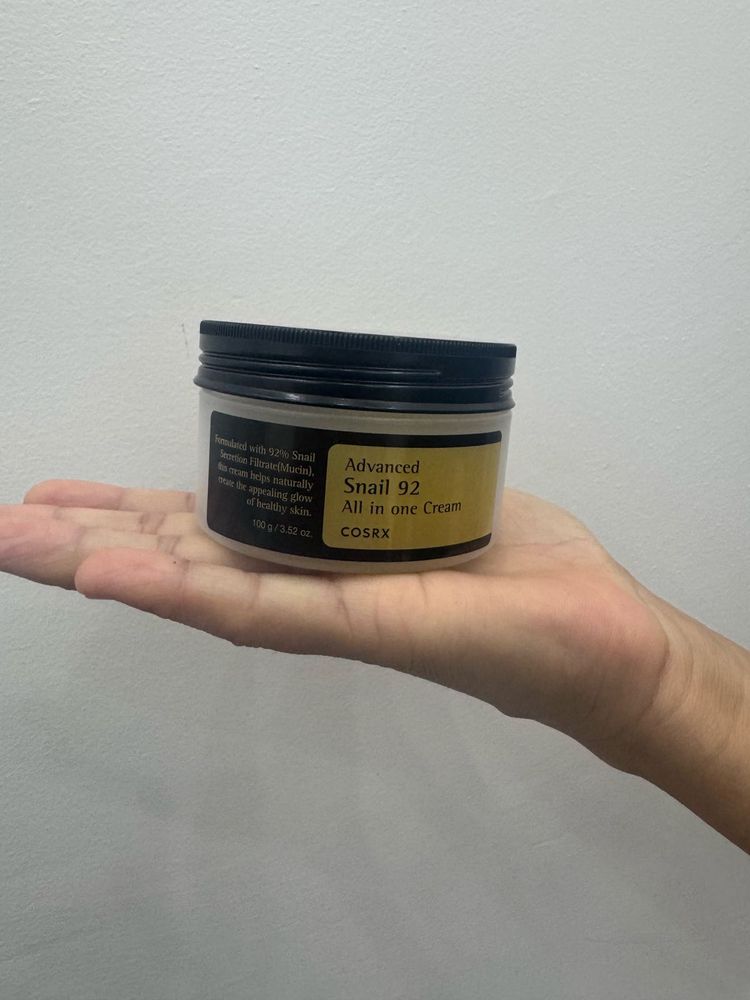 Formulated with 92% Snail
Secretion Filtrate(Mucin),
this cream helps naturally
create the appealing glow
of healthy skin.
100 g / 3.52 oz.
Advanced
Snail 92
All in one Cream
COSRX